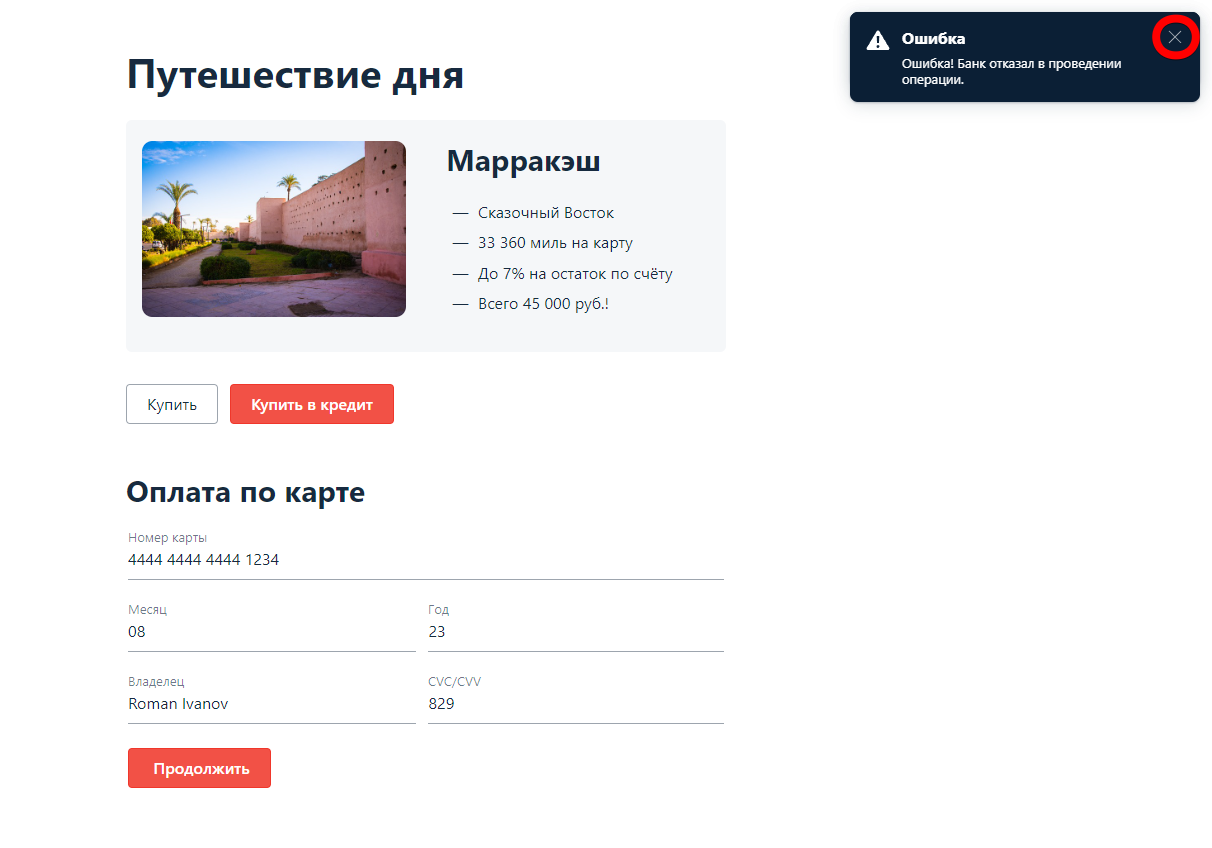 Ошибка
Ошибка! Банк отказал в проведении
операции.
Путешествие дня
Марракэш
— Сказочный Восток
— 33 360 миль на карту
— До 7% на остаток по счёту
— Всего 45 000 руб.!
Купить
Купить в кредит
Оплата по карте
Номер карты
4444 4444 4444 1234
Месяц
08
Год
23
Владелец
Roman Ivanov
CVC/CVV
829
Продолжить